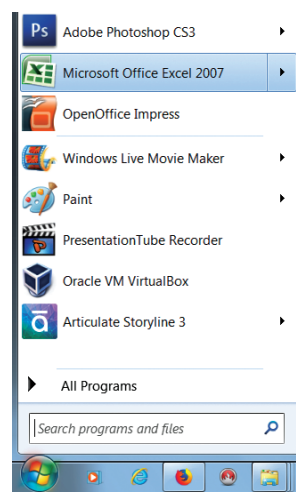 Ps Adobe Photoshop CS3
Microsoft Office Excel 2007
OpenOffice Impress
Windows Live Movie Maker
Paint
PresentationTube Recorder
Oracle VM VirtualBox
ā Articulate Storyline 3
All Programs
Search programs and files